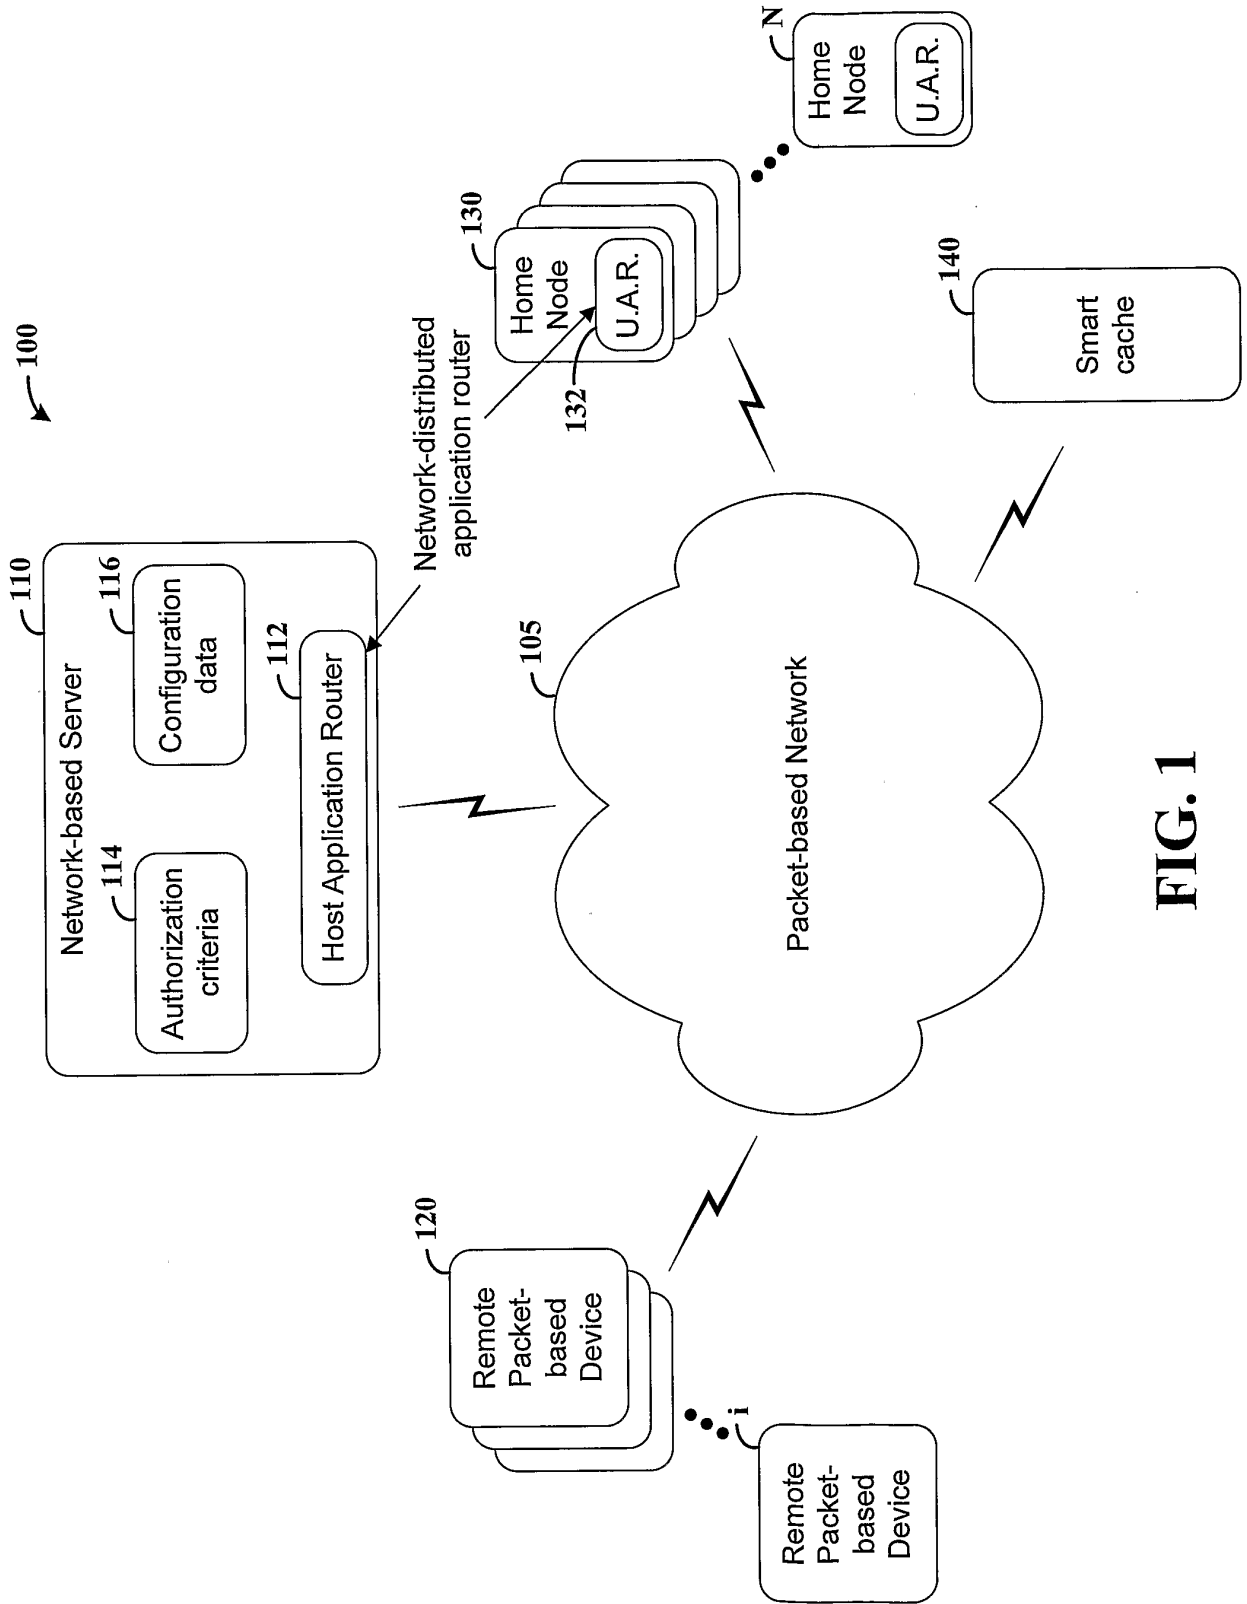 100
110
Network-based Server
114
Authorization
criteria
116
Configuration
data
112
Host Application Router
Network-distributed
application router
130
Home
Node
U.A.R.
132
N
Home
Node
U.A.R.
120
Remote
Packet-
based
Device
i
Remote
Packet-
based
Device
105
Packet-based Network
140
Smart
cache
FIG. 1